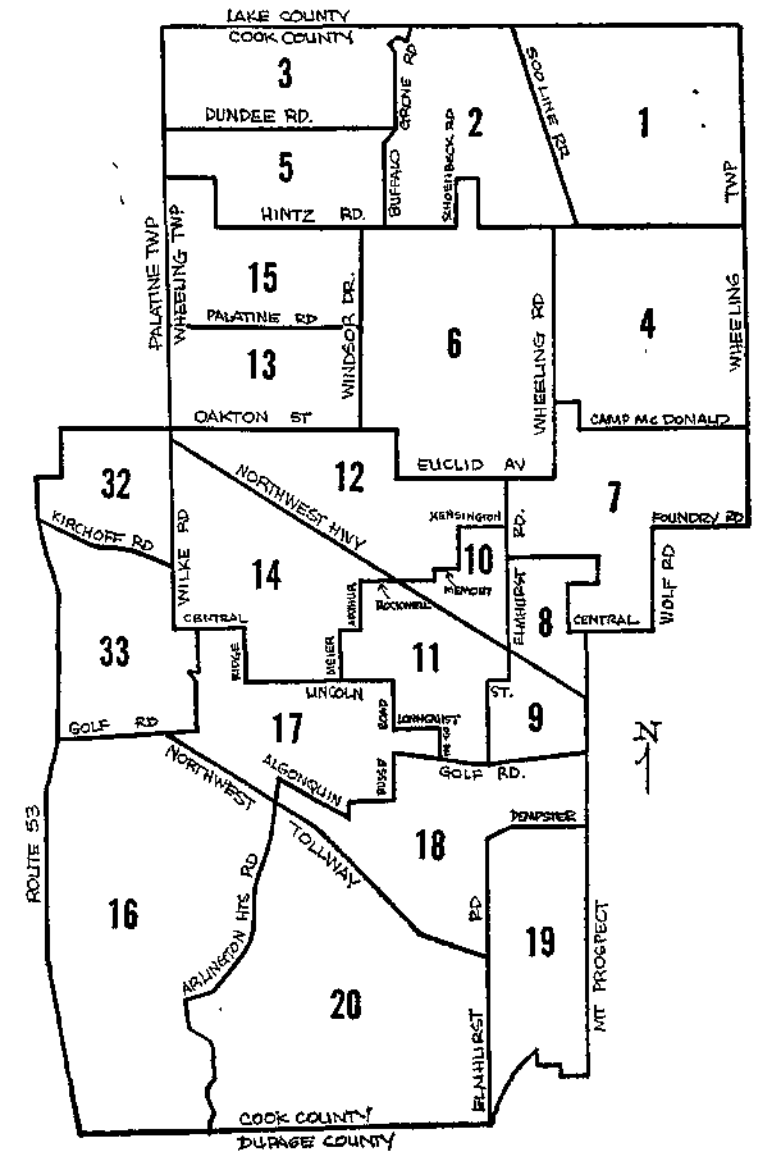 LAKE COUNTY
COOK COUNTY
3
GROVE RD
SOO LINE RR
2
1
DUNDEE RD.
5
BUFFALO
SHOENBECK RD
TWP
HINTZ RD.
PALATINE TWP
WHEELING TWP
15
WINDSOR DR.
6
WHEELING RD
4
WHEELING
PALATINE RD
13
OAKTON ST
CAMP McDONALD
EUCLID AV
32
NORTHWEST HWY
12
7
KIRCHOFF RD
WILKE RD
KENSINGTON
RD.
FOUNDRY RD
14
10
MEMORY
ROCKWELL
ARTHUR
ELMHURST
8
WOLF RD
CENTRAL
CENTRAL
33
RIDGE
MEIER
11
LINCOLN
ST.
9
GOLF RD
17
ROAD
LONNQUIST
NORTHWEST
ALGONQUIN
BUSSE
GOLF RD.
N
DEMPSTER
TOLLWAY
18
ROUTE 53
16
ARLINGTON HTS RD
RD
19
MT PROSPECT
20
ELMHURST
COOK COUNTY
DUPAGE COUNTY